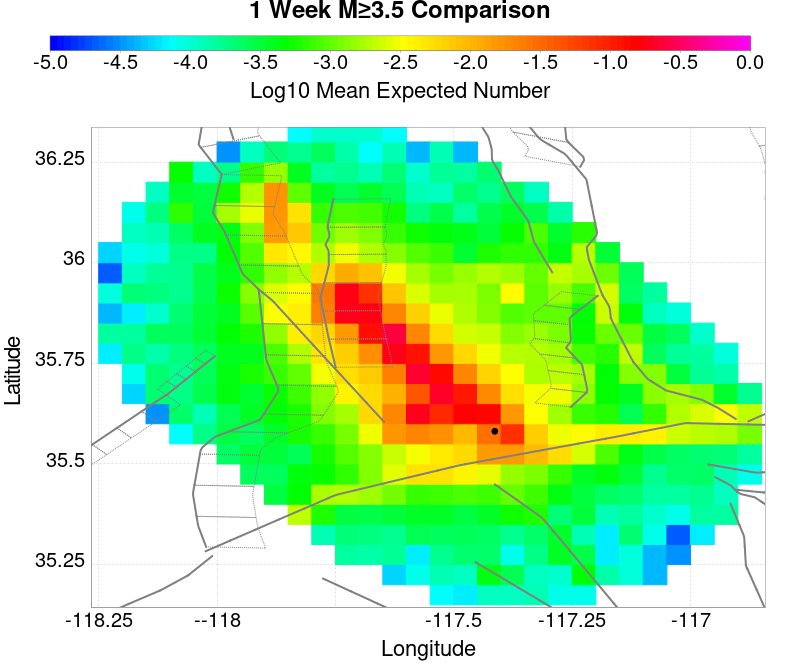 1 Week M≥3.5 Comparison
-5.0 -4.5 -4.0 -3.5 -3.0 -2.5 -2.0 -1.5 -1.0 -0.5 0.0
Log10 Mean Expected Number
36.25
36
35.75
35.5
35.25
Latitude
-118.25 --118 -117.5 -117.25 -117
Longitude